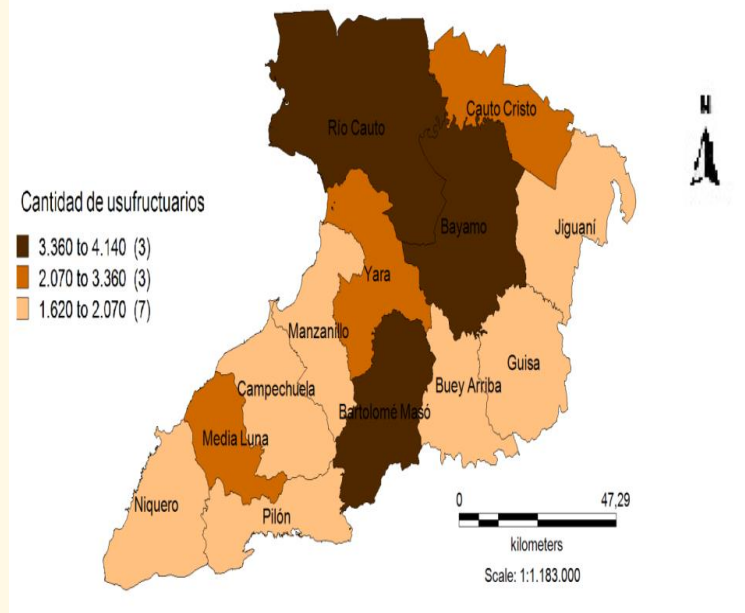 Cauto Cristo
Río Cauto
Cantidad de usufructuarios
3.360 to 4.140 (3)
2.070 to 3.360 (3)
1.620 to 2.070 (7)
Bayamo
Jiguaní
Yara
Manzanillo
Guisa
Campechuela
Buey Arriba
Bartolomé Masó
Media Luna
Niquero
Pilón
0 47,29
kilometers
Scale: 1:1.183.000